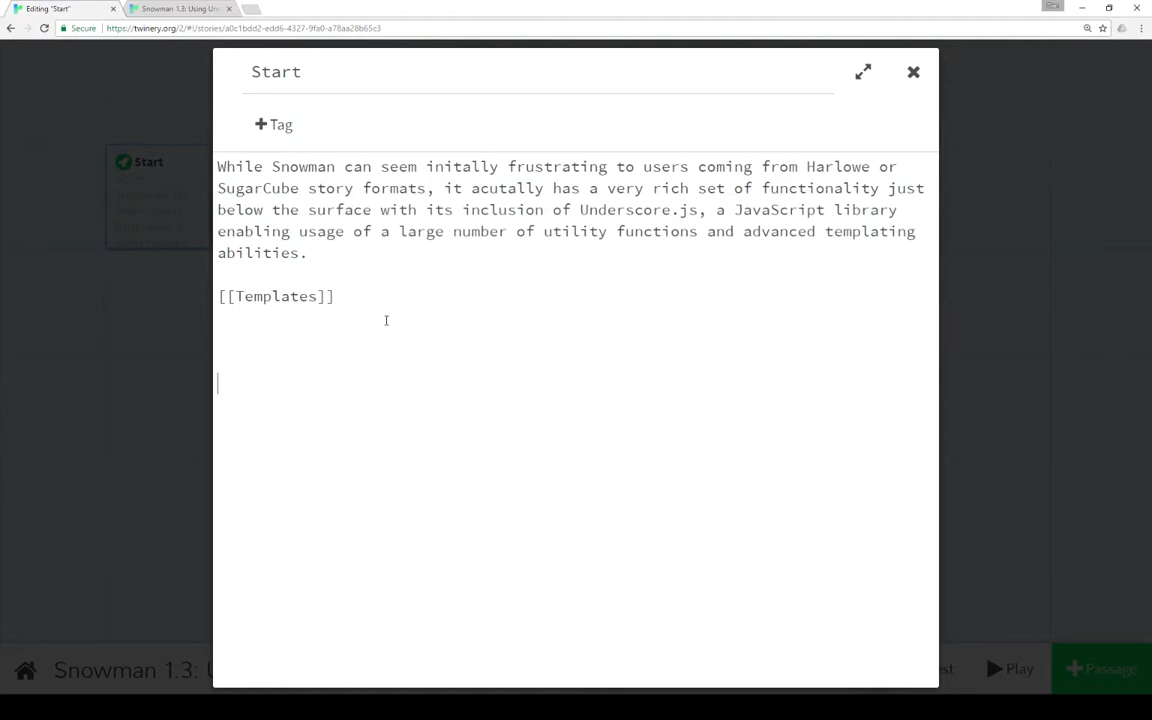 Editing "Start"
Snowman 1.3: Using Un
Secure
https://twinery.org/2/#!/stories/a0c1bdd2-edd6-4327-9fa0-a78aa28b65c3
Start
Tag
While Snowman can seem initally frustrating to users coming from Harlowe or
SugarCube story formats, it acutally has a very rich set of functionality just
below the surface with its inclusion of Underscore.js, a JavaScript library
enabling usage of a large number of utility functions and advanced templating
abilities.
[[Templates]]
Start
Snowman 1.3:
Play
Passage